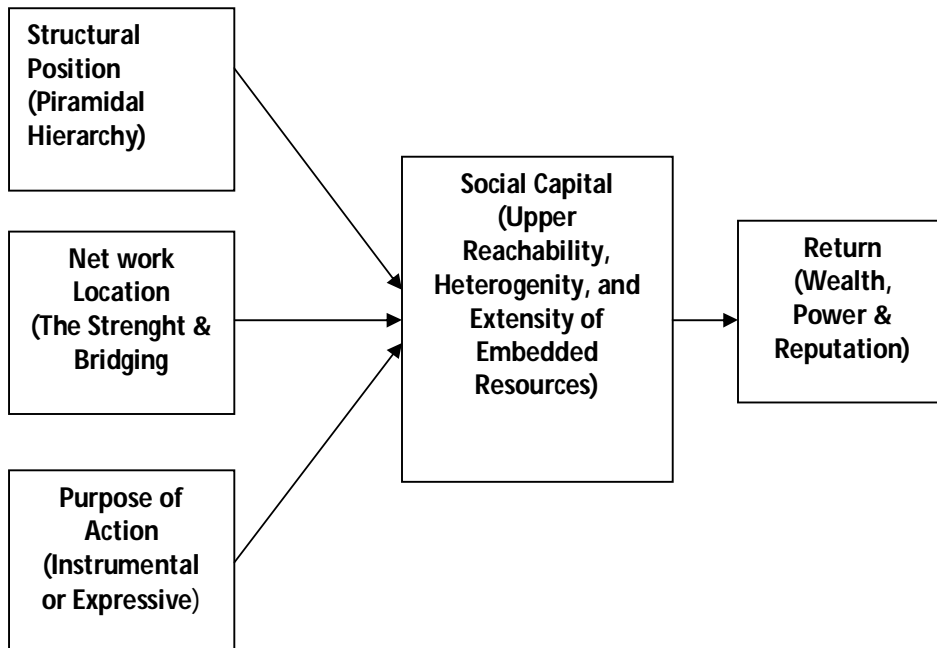 Structural
Position
(Piramidal
Hierarchy)
Net work
Location
(The Strenght &
Bridging
Purpose of
Action
(Instrumental
or Expressive)
Social Capital
(Upper
Reachability,
Heterogenity, and
Extensity of
Embedded
Resources)
Return
(Wealth,
Power &
Reputation)